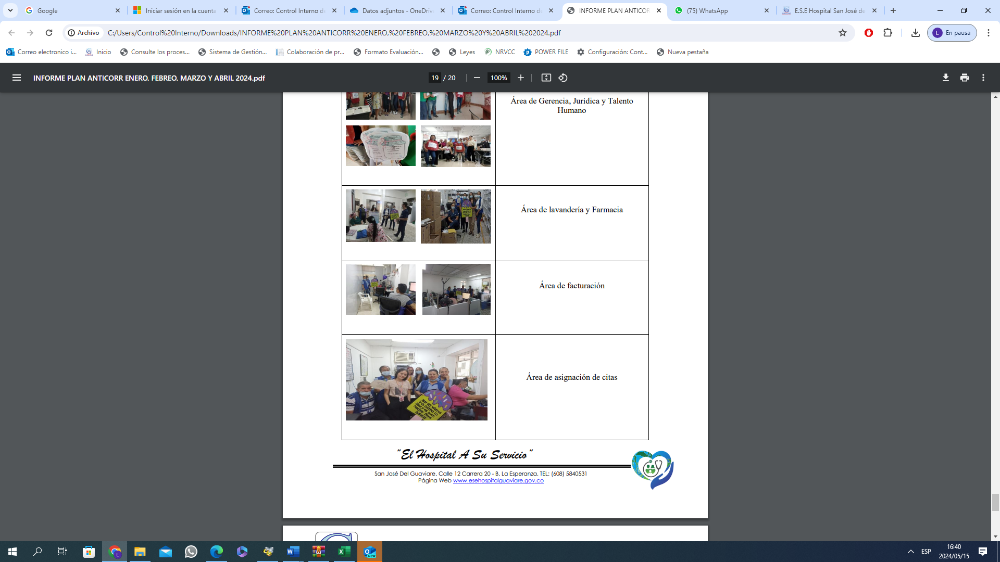 Google
Iniciar sesión en la cuenta
Correo: Control Interno de
Datos adjuntos - OneDrive
Correo: Control Interno de
INFORME PLAN ANTICOR
(75) WhatsApp
E.S.E Hospital San José de
Archivo
C:/Users/Control%20Interno/Downloads/INFORME%20PLAN%20ANTICORR%20ENERO,%20FEBREO,%20MARZO%20Y%20ABRIL%202024.pdf
L
En pausa
Correo electronico i...
Inicio
Consulte los proces...
Sistema de Gestión...
Colaboración de pr...
Formato Evaluación...
Leyes
NRVCC
POWER FILE
Configuración: Cont...
Nueva pestaña
INFORME PLAN ANTICORR ENERO, FEBREO, MARZO Y ABRIL 2024.pdf
19 / 20
100%
Área de Gerencia, Jurídica y Talento
Humano
Área de lavandería y Farmacia
Área de facturación
Área de asignación de citas
"El Hospital A Su Servicio"
San José Del Guaviare. Calle 12 Carrera 20 - B. La Esperanza, TEL: (608) 5840531
Página Web www.esehospitalguaviare.gov.co
ESP
16:40
2024/05/15